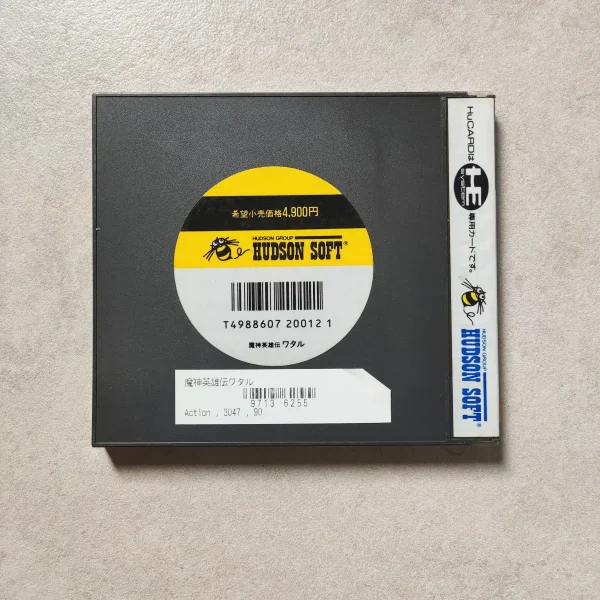 希望小売価格4,900円
HUDSON GROUP
HUDSON SOFT®
T4988607 20012 1
魔神英雄伝 ワタル
魔神英雄伝ワタル
9713 6255
Action , 3047 , 90
HuCARDは
HE
SYSTEM
専用カードです。
HUDSON GROUP
HUDSON SOFT®